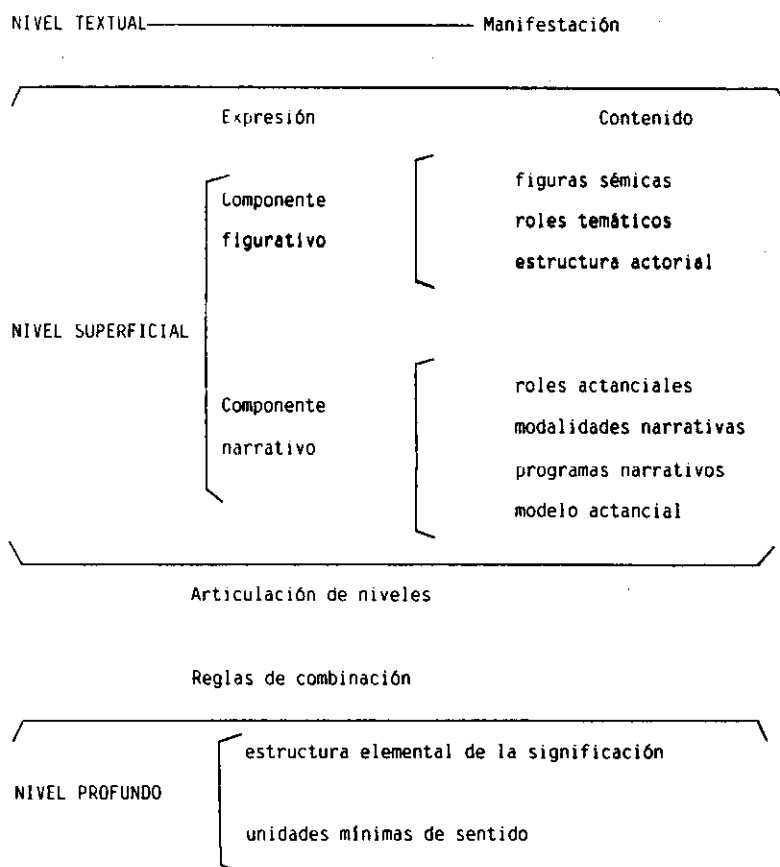 NIVEL TEXTUAL Manifestación
Expresión Contenido
figuras sémicas
Componente
roles temáticos
figurativo
estructura actorial
NIVEL SUPERFICIAL
roles actanciales
Componente
modalidades narrativas
narrativo
programas narrativos
modelo actancial
Articulación de niveles
Reglas de combinación
estructura elemental de la significación
NIVEL PROFUNDO
unidades mínimas de sentido